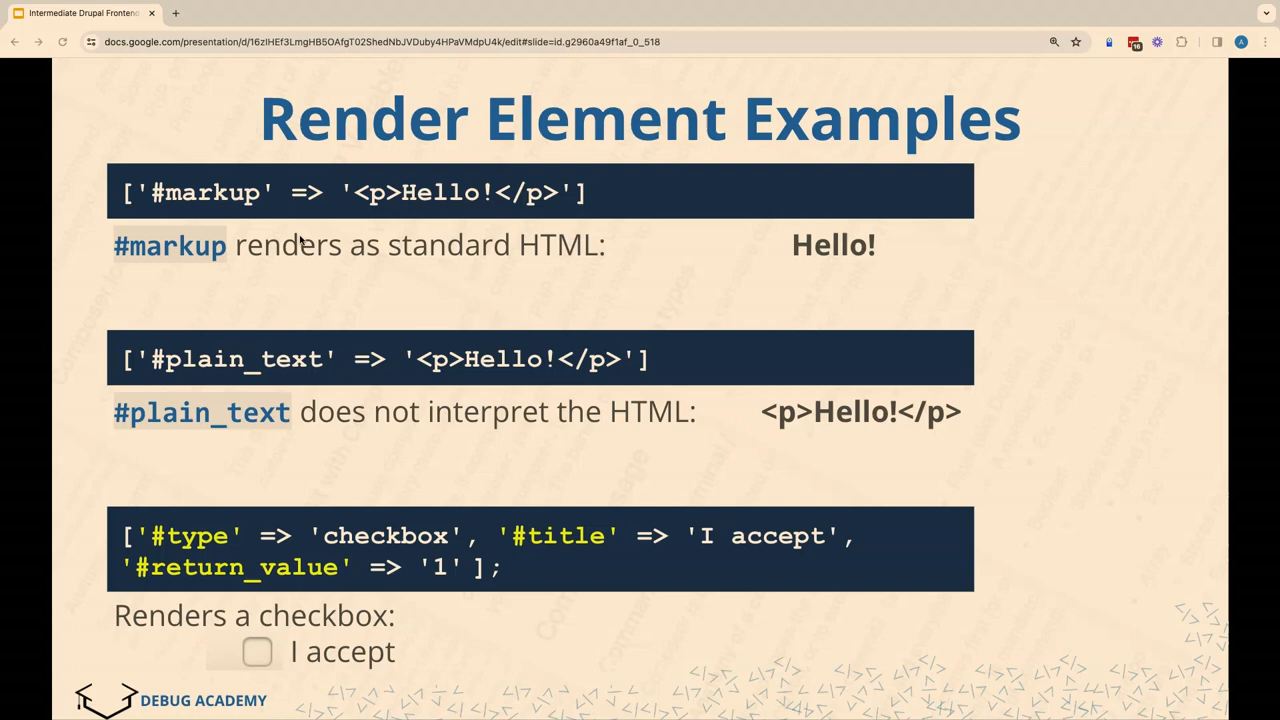 Intermediate Drupal Frontend
docs.google.com/presentation/d/16zIHEf3LmgHB5OAfgT02ShedNbJVDuby4HPaVMdpU4k/edit#slide=id.g2960a49f1af_0_518
16
A
Render Element Examples
['#markup' => '<p>Hello!</p>']
#markup renders as standard HTML: Hello!
['#plain_text' => '<p>Hello!</p>']
#plain_text does not interpret the HTML: <p>Hello!</p>
['#type' => 'checkbox', '#title' => 'I accept',
'#return_value' => '1' ];
Renders a checkbox:
I accept
DEBUG ACADEMY